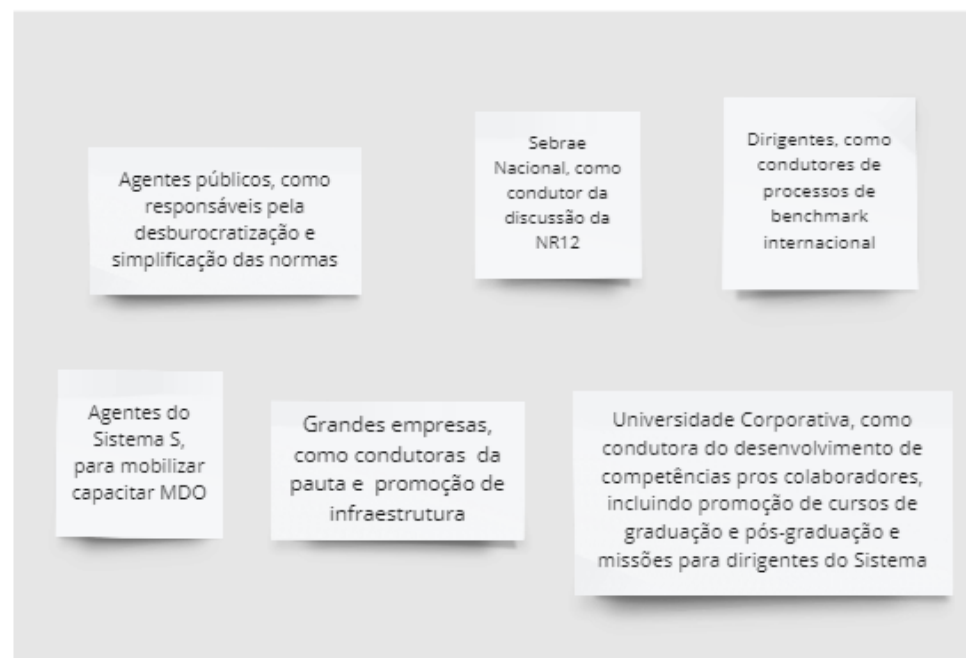 Agentes públicos, como
responsáveis pela
desburocratização e
simplificação das normas
Sebrae
Nacional, como
condutor da
discussão da
NR12
Dirigentes, como
condutores de
processos de
benchmark
internacional
Agentes do
Sistema S,
para mobilizar
capacitar MDO
Grandes empresas,
como condutoras da
pauta e promoção de
infraestrutura
Universidade Corporativa, como
condutora do desenvolvimento de
competências pros colaboradores,
incluindo promoção de cursos de
graduação e pós-graduação e
missões para dirigentes do Sistema